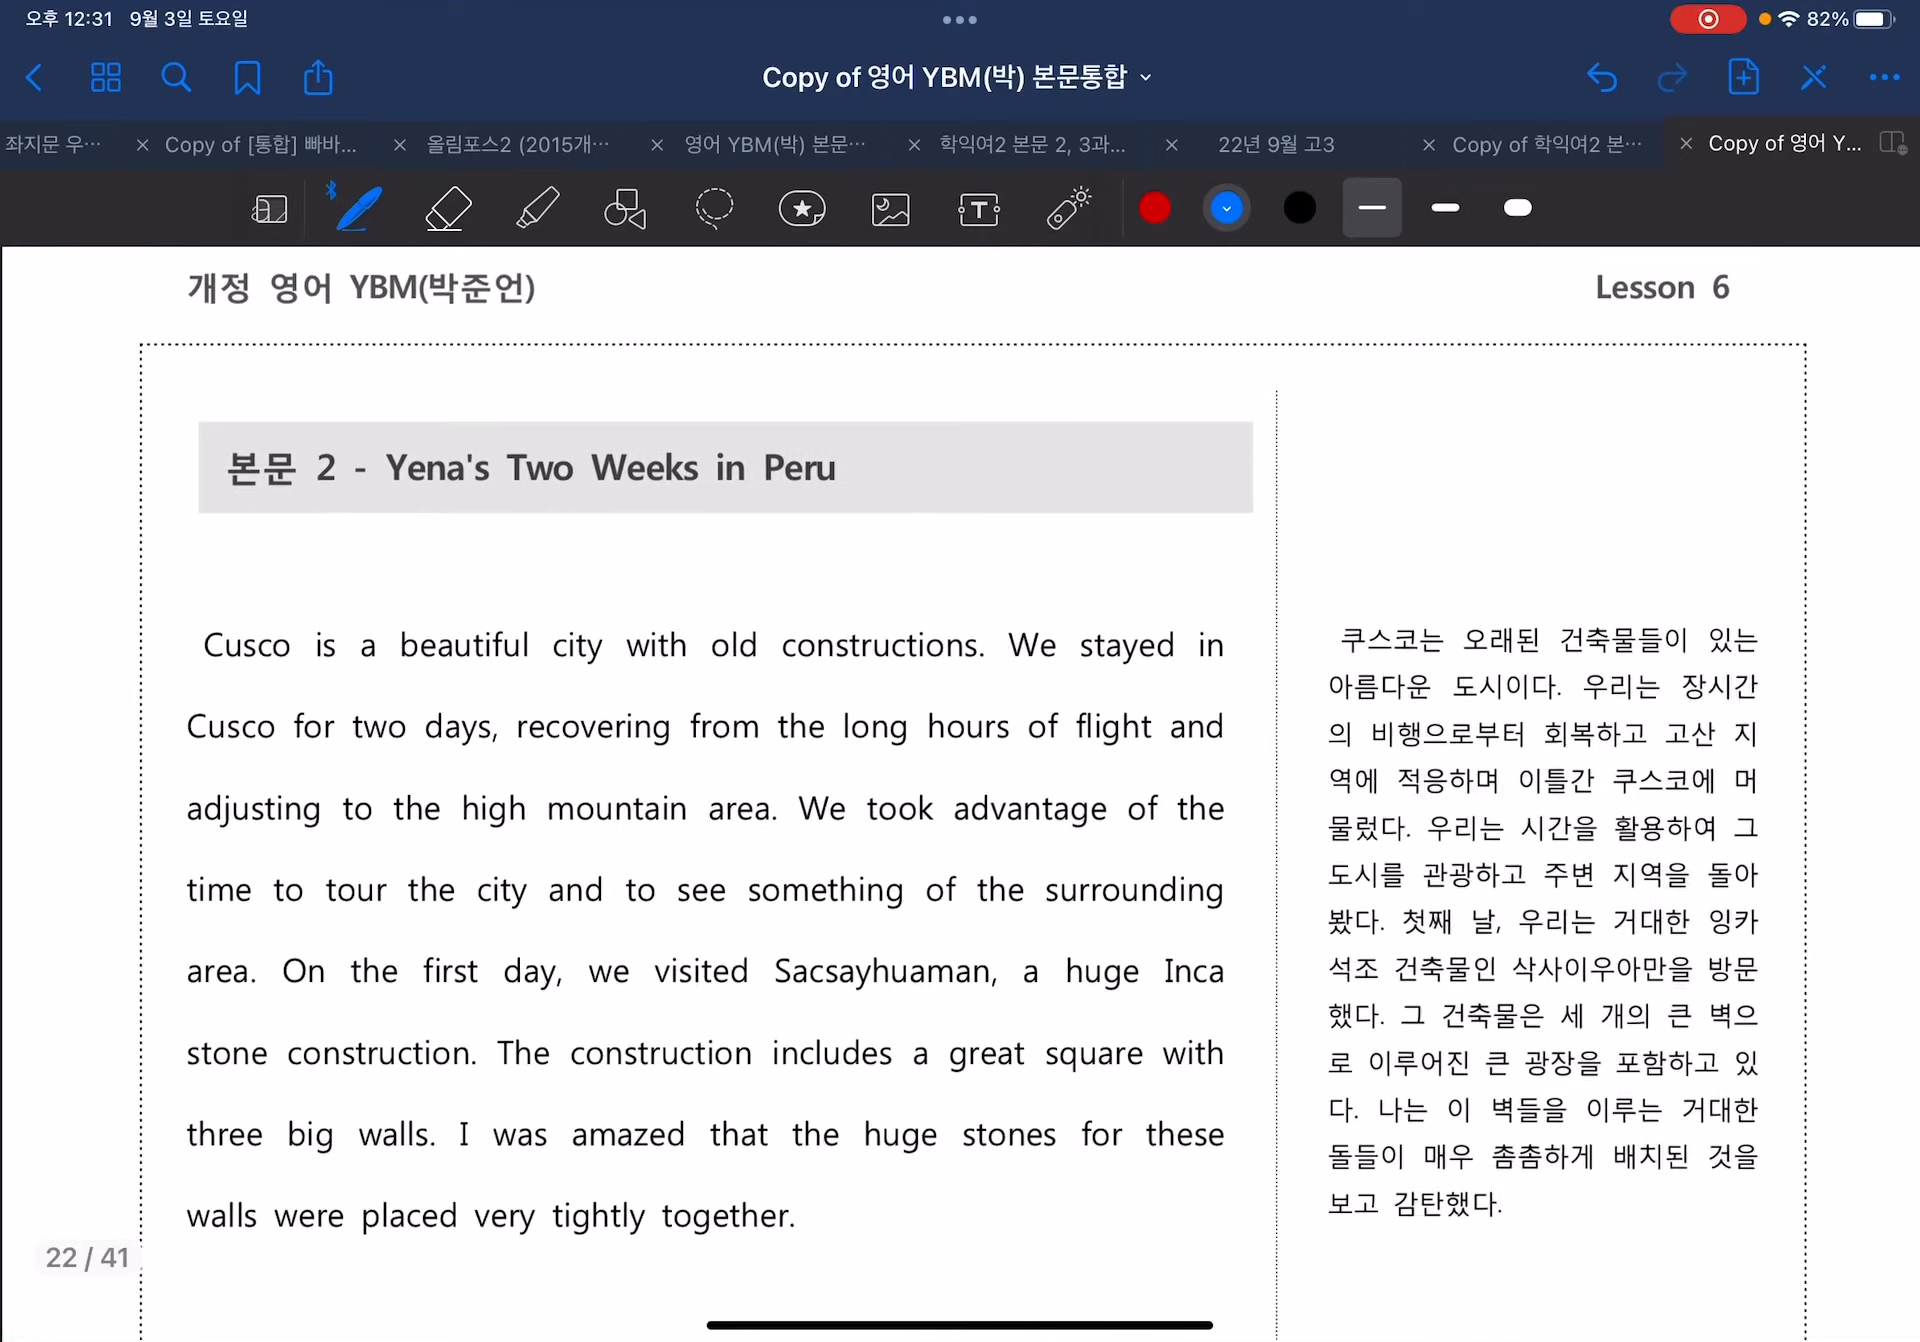 오후 12:31 9월 3일 토요일
82%
Copy of 영어 YBM(박) 본문통합
좌지문 우… Copy of [통합] 빠바… 올림포스2 (2015개… 영어 YBM(박) 본문… 학익여2 본문 2, 3과… 22년 9월 고3 Copy of 학익여2 본… Copy of 영어 Y…
개정 영어 YBM(박준언)
Lesson 6
본문 2 - Yena's Two Weeks in Peru
Cusco is a beautiful city with old constructions. We stayed in
Cusco for two days, recovering from the long hours of flight and
adjusting to the high mountain area. We took advantage of the
time to tour the city and to see something of the surrounding
area. On the first day, we visited Sacsayhuaman, a huge Inca
stone construction. The construction includes a great square with
three big walls. I was amazed that the huge stones for these
walls were placed very tightly together.
쿠스코는 오래된 건축물들이 있는
아름다운 도시이다. 우리는 장시간
의 비행으로부터 회복하고 고산 지
역에 적응하며 이틀간 쿠스코에 머
물렀다. 우리는 시간을 활용하여 그
도시를 관광하고 주변 지역을 돌아
봤다. 첫째 날, 우리는 거대한 잉카
석조 건축물인 삭사이우아만을 방문
했다. 그 건축물은 세 개의 큰 벽으
로 이루어진 큰 광장을 포함하고 있
다. 나는 이 벽들을 이루는 거대한
돌들이 매우 촘촘하게 배치된 것을
보고 감탄했다.
22 / 41